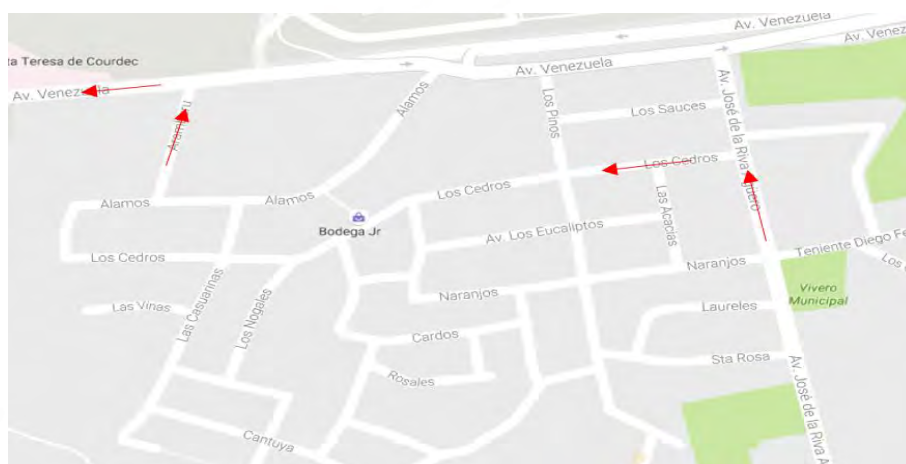 Av. Venezuela
Av. Venez
ta Teresa de Courdec
Av. Venezuela
Av. Venezuela
Alamos
Los Pinos
Los Sauces
Av. José de la Riva Agüero
Los Cedros
Los Cedros
Las Acacias
Alamos
Alamos
Bodega Jr
Av. Los Eucaliptos
Teniente Diego Fe
Los Cedros
Naranjos
Los
Naranjos
Vivero
Municipal
Las Vinas
Las Casuarinas
Los Nogales
Laureles
Cardos
Sta Rosa
Av. José de la Riva A
Rosales
Cantuya